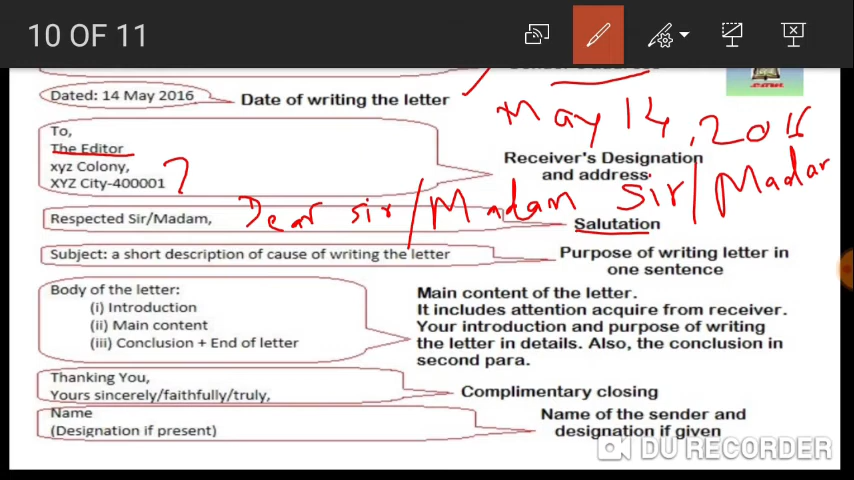 10 OF 11
Dated: 14 May 2016
Date of writing the letter
May 14, 2016
To,
The Editor
xyz Colony,
XYZ City-400001
?
Receiver's Designation
and address
Respected Sir/Madam,
Dear sir/Madam
Sir/Madam
Salutation
Subject: a short description of cause of writing the letter
Purpose of writing letter in
one sentence
Body of the letter:
(i) Introduction
(ii) Main content
(iii) Conclusion + End of letter
Main content of the letter.
It includes attention acquire from receiver.
Your introduction and purpose of writing
the letter in details. Also, the conclusion in
second para.
Thanking You,
Yours sincerely/faithfully/truly,
Complimentary closing
Name
(Designation if present)
Name of the sender and
designation if given
DU RECORDER